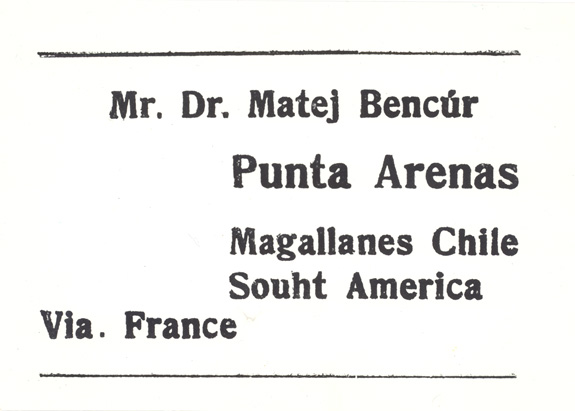 Mr. Dr. Matej Bencúr
Punta Arenas
Magallanes Chile
Souht America
Via. France